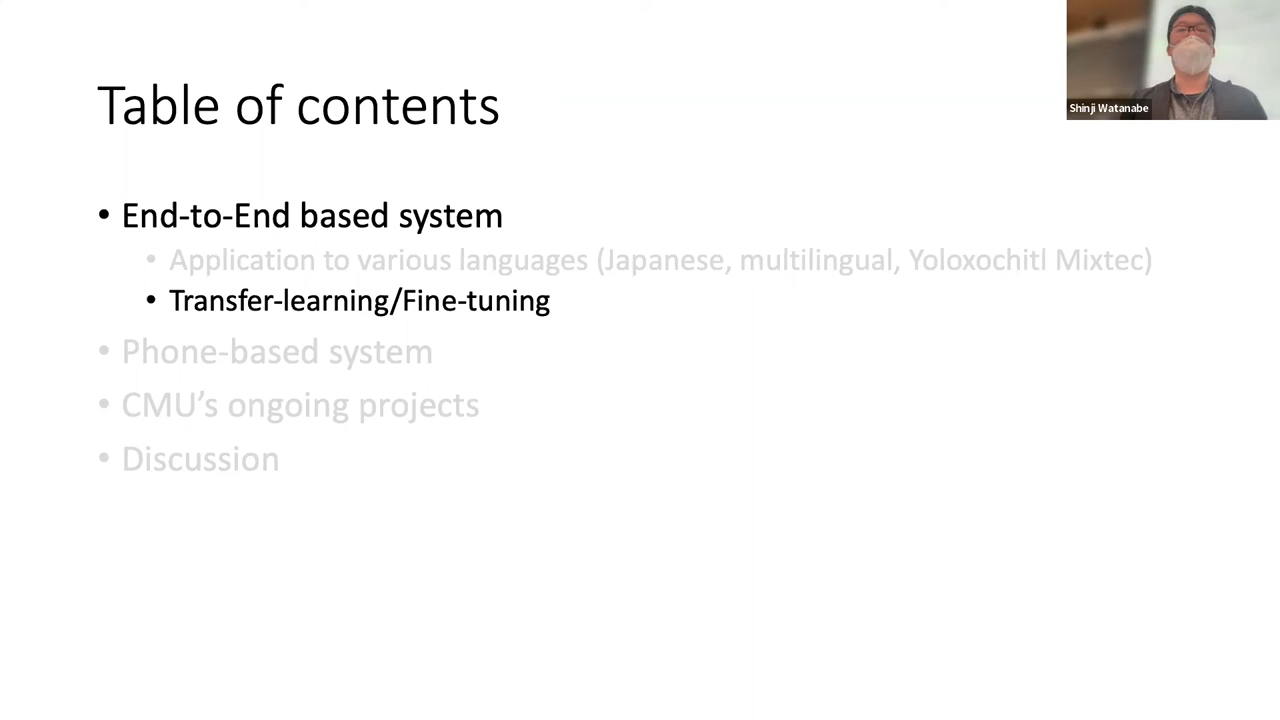 Table of contents
Shinji Watanabe
• End-to-End based system
• Application to various languages (Japanese, multilingual, Yoloxochitl Mixtec)
• Transfer-learning/Fine-tuning
• Phone-based system
• CMU’s ongoing projects
• Discussion